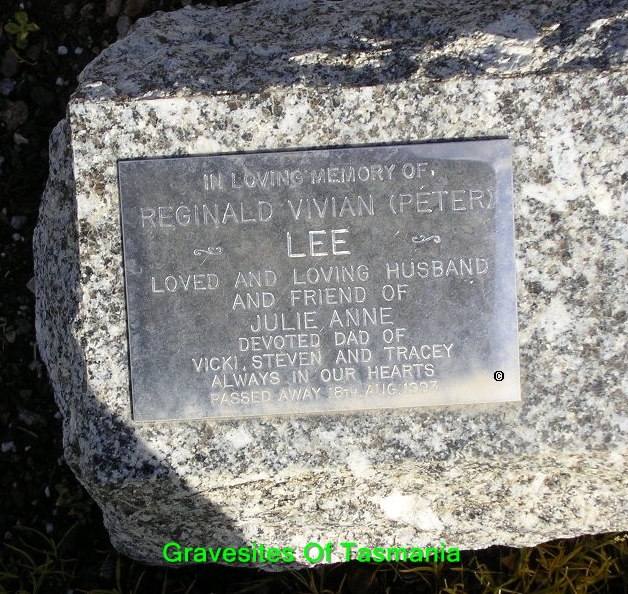 IN LOVING MEMORY OF
REGINALD VIVIAN (PETER)
LEE
LOVED AND LOVING HUSBAND
AND FRIEND OF
JULIE ANNE
DEVOTED DAD OF
VICKI, STEVEN AND TRACEY
ALWAYS IN OUR HEARTS
PASSED AWAY 18TH AUG. 1993
©
Gravesites Of Tasmania